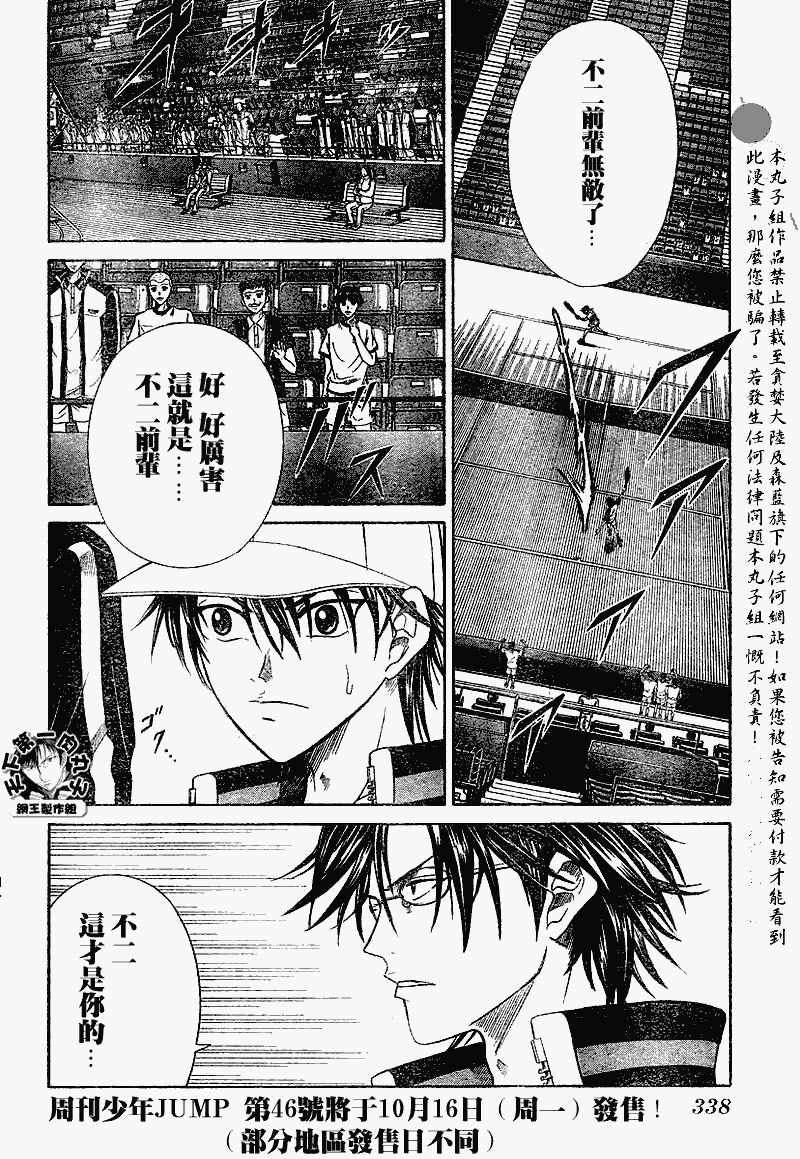 不二前輩無敵了…
好 好厲害
這就是……
不二前輩
ゴク…
不二
這才是你的…
本丸子組作品禁止轉載至貪婪大陸及森藍旗下的任何網站！如果您被告知需要付款才能看到
此漫畫，那麼您被騙了。若發生任何法律問題本丸子組一慨不負責！
網王製作組
周刊少年JUMP 第46號將于10月16日（周一）發售！
338
（部分地區發售日不同）